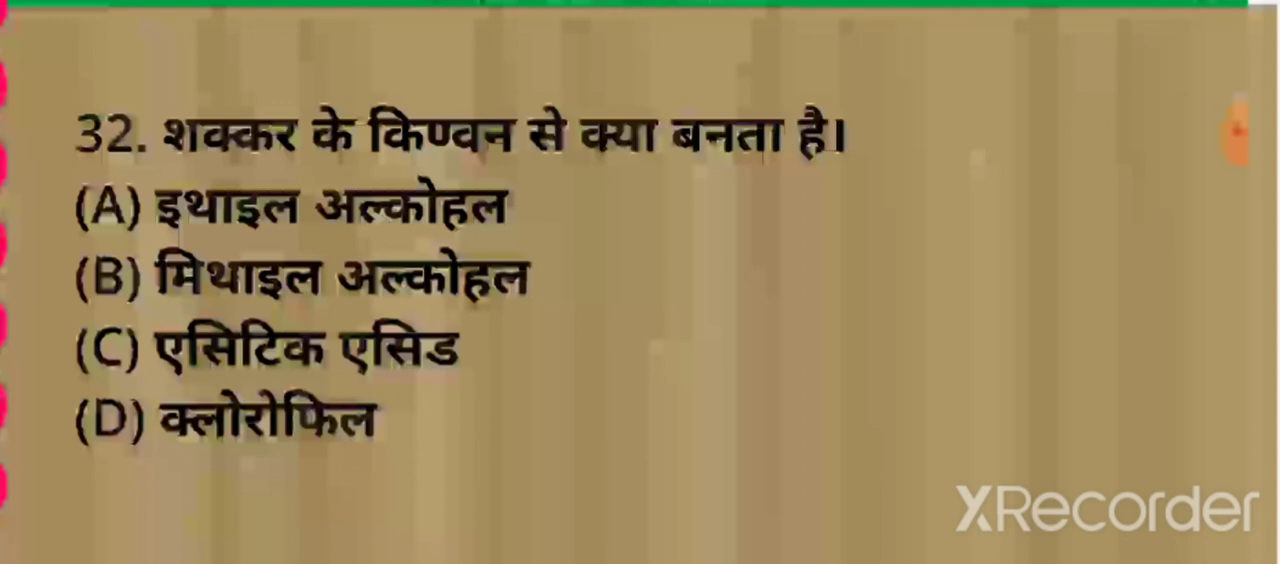 32. शक्कर के किण्वन से क्या बनता है।
(A) इथाइल अल्कोहल
(B) मिथाइल अल्कोहल
(C) एसिटिक एसिड
(D) क्लोरोफिल
XRecorder